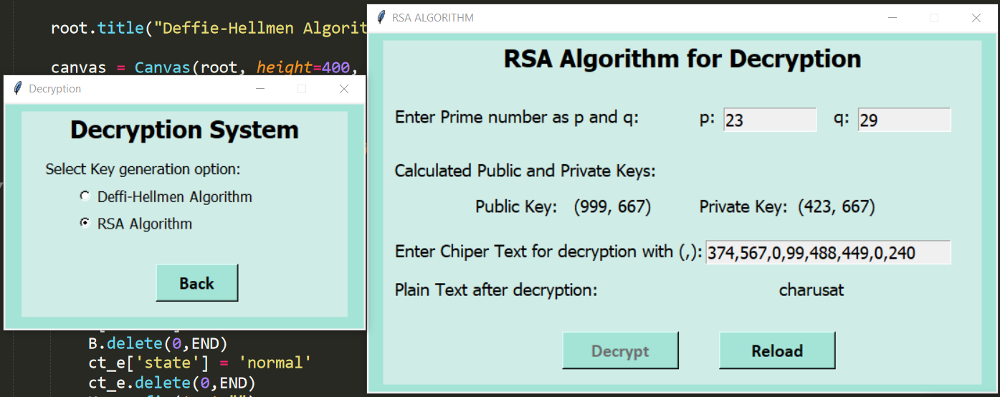 root.title("Deffie-Hellmen Algorit
canvas = Canvas(root, height=400,
Decryption
Decryption System
Select Key generation option:
Deffi-Hellmen Algorithm
RSA Algorithm
Back
B.delete(0,END)
ct_e['state'] = 'normal'
ct_e.delete(0,END)
RSA ALGORITHM
RSA Algorithm for Decryption
Enter Prime number as p and q: p: 23 q: 29
Calculated Public and Private Keys:
Public Key: (999, 667) Private Key: (423, 667)
Enter Chiper Text for decryption with (,): 374,567,0,99,488,449,0,240
Plain Text after decryption: charusat
Decrypt Reload